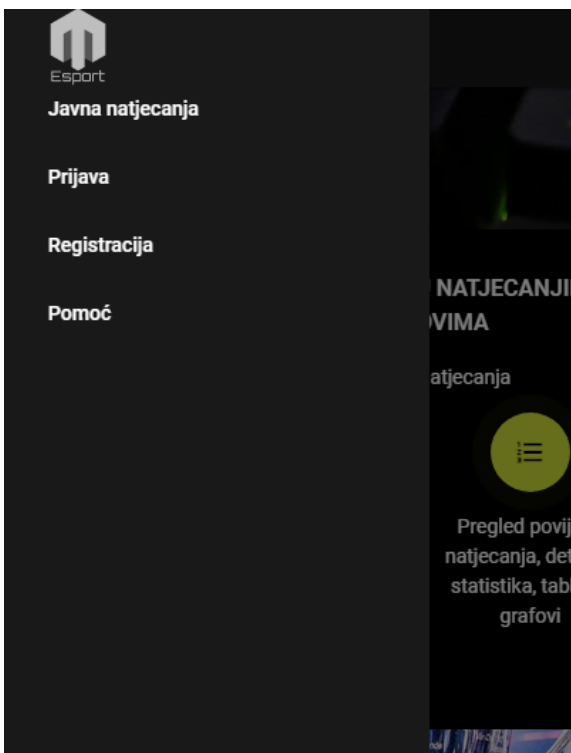 Esport
Javna natjecanja
Prijava
Registracija
Pomoć
NATJECANJI
VIMA
atjecanja
Pregled povij
natjecanja, det
statistika, tab
grafovi